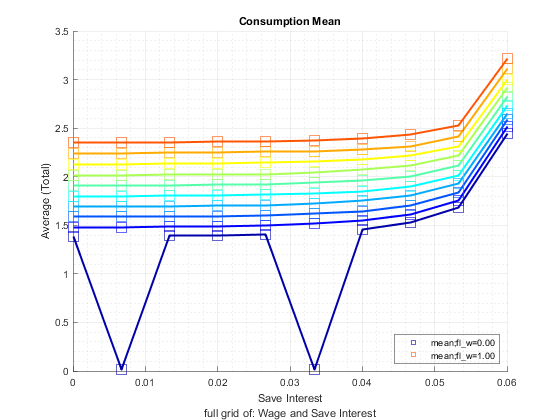 Consumption Mean
3.5
3
2.5
2
1.5
1
0.5
0
Average (Total)
0 0.01 0.02 0.03 0.04 0.05 0.06
Save Interest
full grid of: Wage and Save Interest
mean;fl_w=0.00
mean;fl_w=1.00